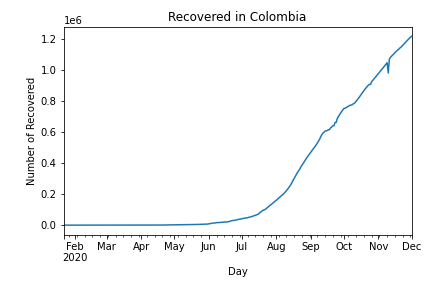 Recovered in Colombia
1e6
1.2
1.0
0.8
0.6
0.4
0.2
0.0
Number of Recovered
Feb Mar Apr May Jun Jul Aug Sep Oct Nov Dec
2020
Day